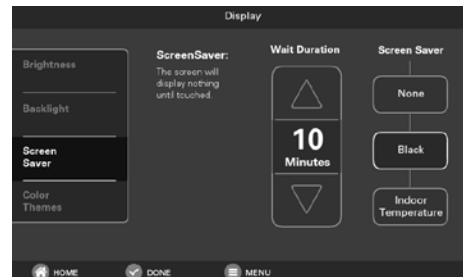 Display
Brightness
Backlight
Screen
Saver
Color
Themes
ScreenSaver:
The screen will
display nothing
until touched.
Wait Duration
10
Minutes
Screen Saver
None
Black
Indoor
Temperature
HOME
DONE
MENU